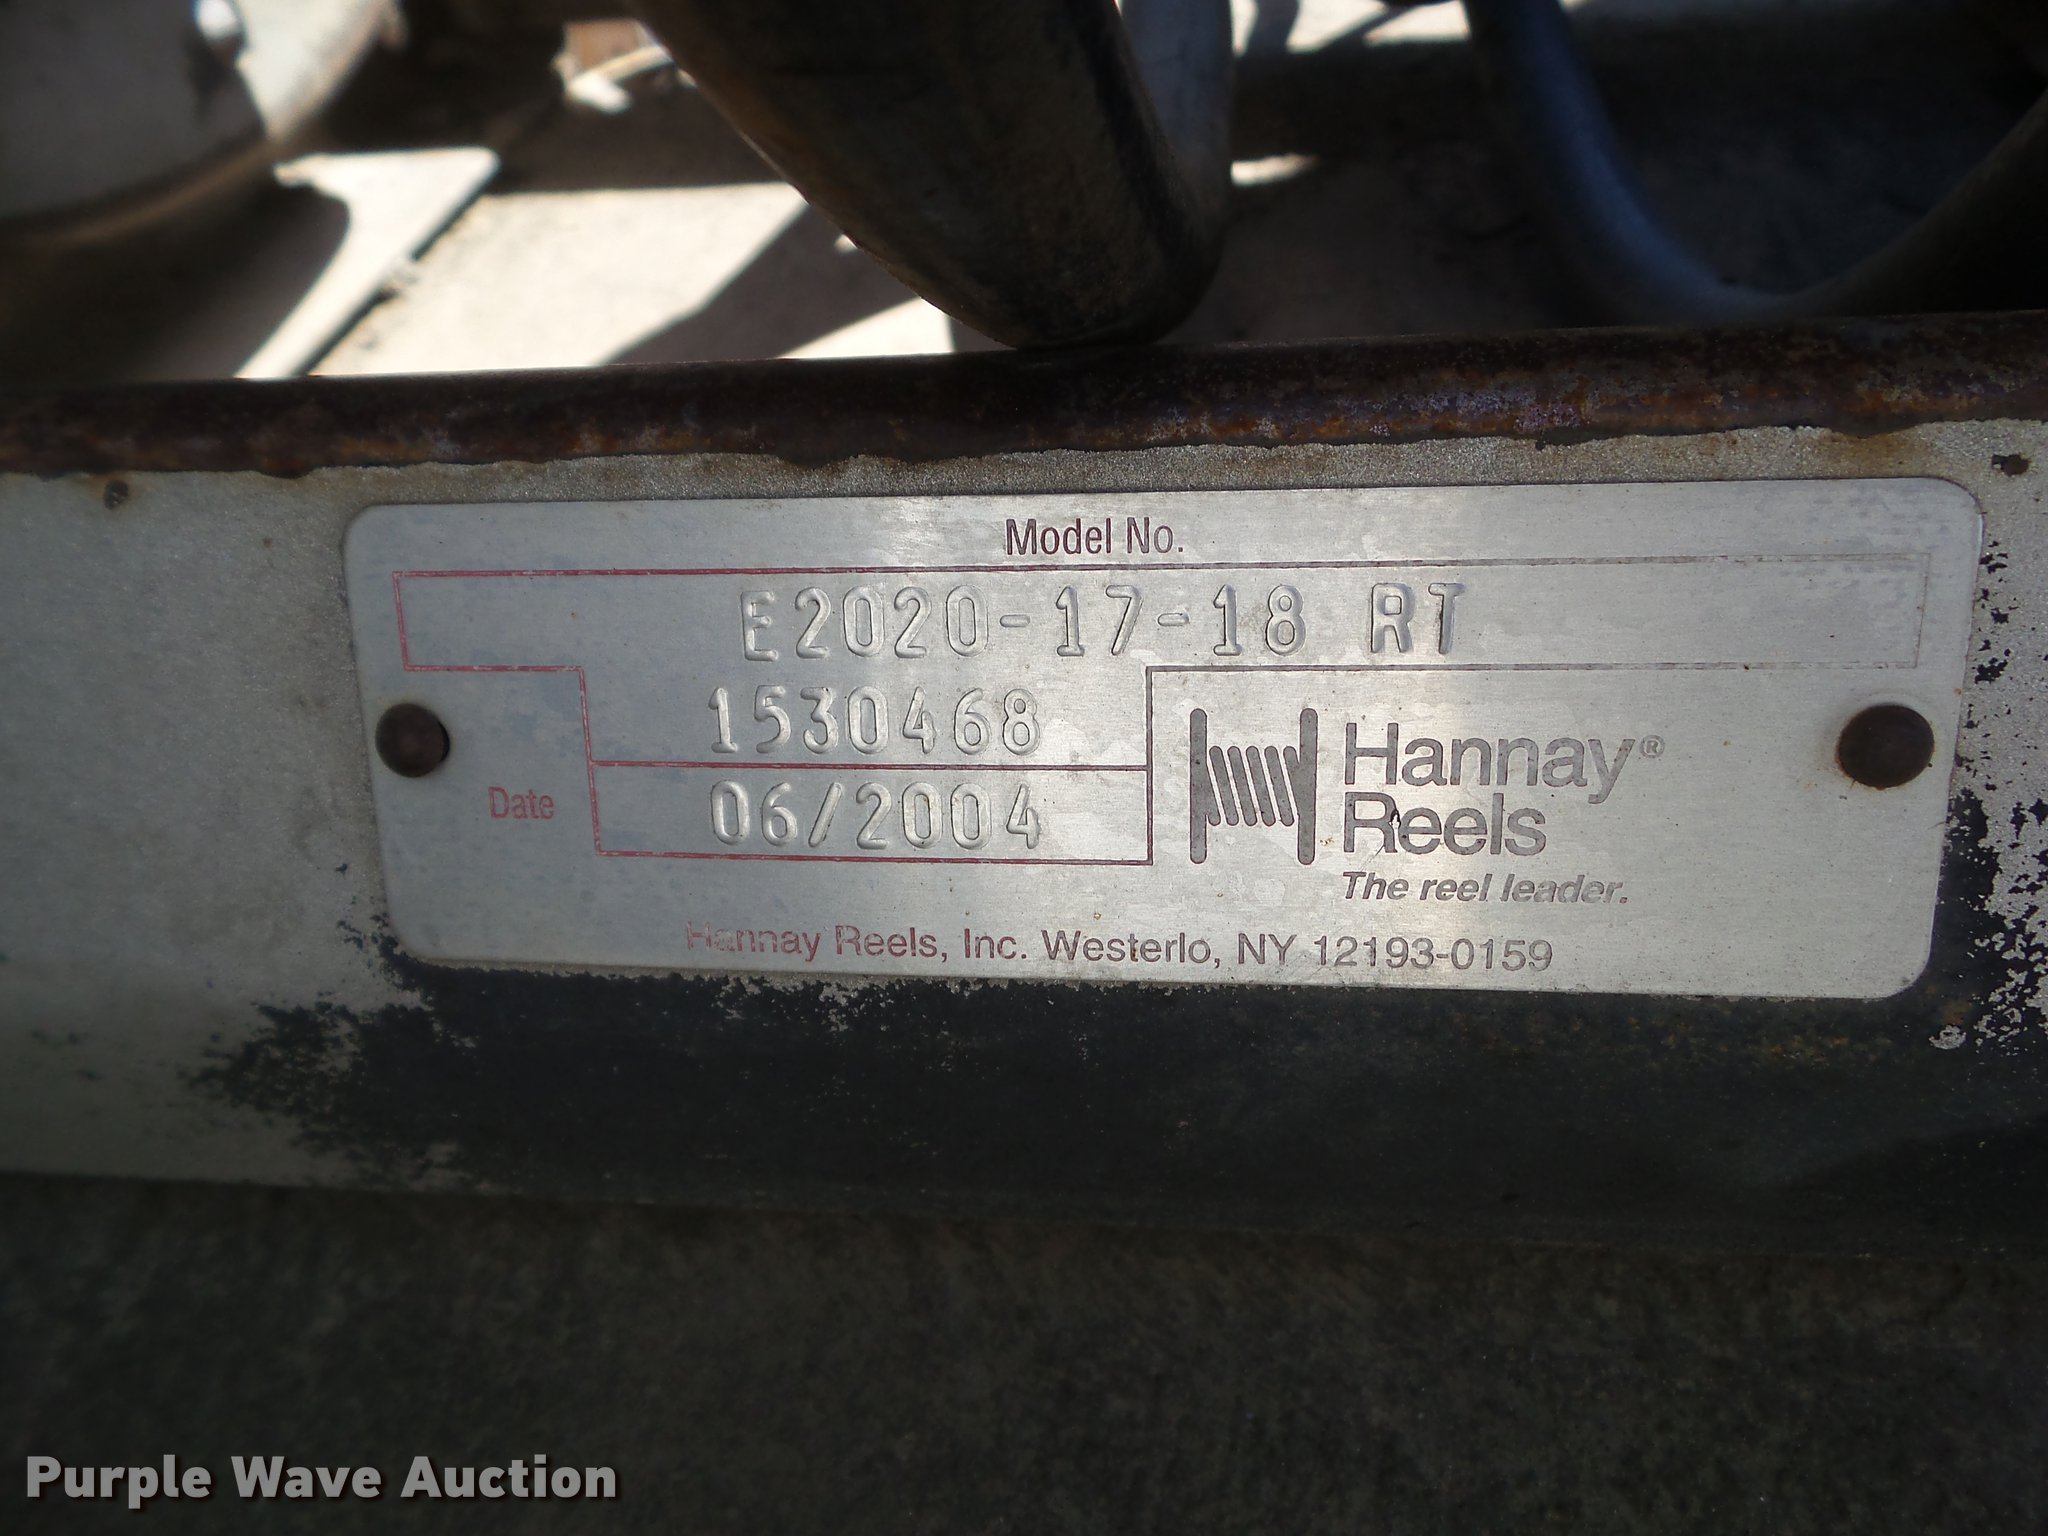 Model No.
E2020-17-18 RT
1530468
Date 06/2004
Hannay®
Reels
The reel leader.
Hannay Reels, Inc. Westerlo, NY 12193-0159
Purple Wave Auction